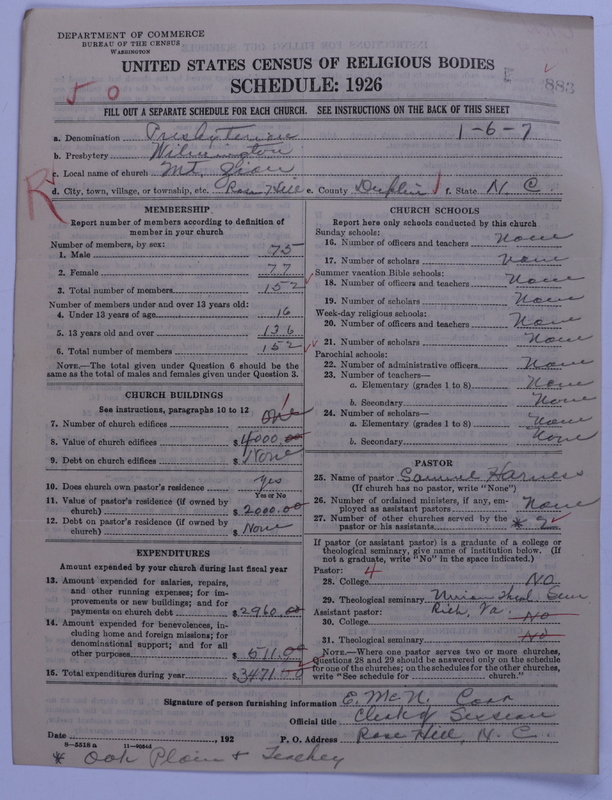 DEPARTMENT OF COMMERCE
BUREAU OF THE CENSUS
WASHINGTON
UNITED STATES CENSUS OF RELIGIOUS BODIES
SCHEDULE: 1926
883
5 0
FILL OUT A SEPARATE SCHEDULE FOR EACH CHURCH. SEE INSTRUCTIONS ON THE BACK OF THIS SHEET
a. Denomination Presbyterian 1-6-7
b. Presbytery Wilmington
c. Local name of church Mt. Zion
R
d. City, town, village, or township, etc. Rose Hill e. County Duplin f. State N. C.
MEMBERSHIP
Report number of members according to definition of member in your church
Number of members, by sex:
1. Male 75
2. Female 77
3. Total number of members 152
Number of members under and over 13 years old:
4. Under 13 years of age 16
5. 13 years old and over 136
6. Total number of members 152
NOTE.—The total given under Question 6 should be the same as the total of males and females given under Question 3.
CHURCH BUILDINGS
See instructions, paragraphs 10 to 12
7. Number of church edifices One 1
8. Value of church edifices $ 4000.00
9. Debt on church edifices $ None
10. Does church own pastor's residence? Yes
Yes or No
11. Value of pastor's residence (if owned by church) $ 2000.00
12. Debt on pastor's residence (if owned by church) $ None
EXPENDITURES
Amount expended by your church during last fiscal year
13. Amount expended for salaries, repairs, and other running expenses; for improvements or new buildings; and for payments on church debt $ 2960.00
14. Amount expended for benevolences, including home and foreign missions; for denominational support; and for all other purposes $ 511.00
15. Total expenditures during year $ 3471.00
CHURCH SCHOOLS
Report here only schools conducted by this church
Sunday schools:
16. Number of officers and teachers None
17. Number of scholars None
Summer vacation Bible schools:
18. Number of officers and teachers None
19. Number of scholars None
Week-day religious schools:
20. Number of officers and teachers None
21. Number of scholars None
Parochial schools:
22. Number of administrative officers None
23. Number of teachers—
a. Elementary (grades 1 to 8) None
b. Secondary None
24. Number of scholars—
a. Elementary (grades 1 to 8) None
b. Secondary None
PASTOR
25. Name of pastor Samuel Harness
(If church has no pastor, write "None")
26. Number of ordained ministers, if any, employed as assistant pastors None
27. Number of other churches served by the pastor or his assistants * 2
If pastor (or assistant pastor) is a graduate of a college or theological seminary, give name of institution below. (If not a graduate, write "No" in the space indicated.)
Pastor: 4
28. College No
29. Theological seminary Union Theol. Sem
Assistant pastor: Rich, Va.
30. College No
31. Theological seminary No
NOTE.—Where one pastor serves two or more churches, Questions 28 and 29 should be answered only on the schedule for one of the churches; on the schedules for the other churches, write "See schedule for church.")
Signature of person furnishing information E. McN. Carr
Official title Clerk of Session
Date , 192 P. O. Address Rose Hill, N. C.
8-5518 a
* Oak Plain & Teachey